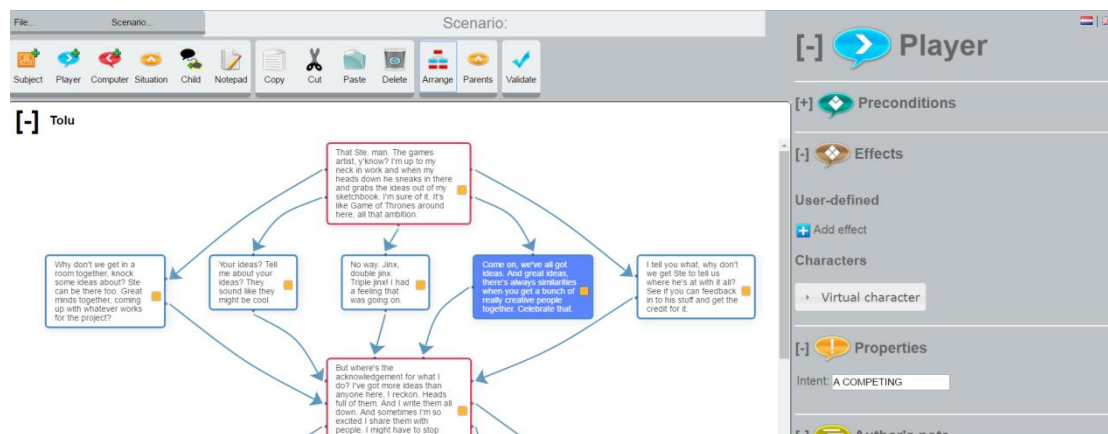 File...
Scenario...
Scenario:
Subject
Player
Computer
Situation
Child
Notepad
Copy
Cut
Paste
Delete
Arrange
Parents
Validate
[-] Tolu
That Ste, man. The games
artist, y'know? I'm up to my
neck in work and when my
heads down he sneaks in there
and grabs the ideas out of my
sketchbook. I'm sure of it. It's
like Game of Thrones around
here, all that ambition.
Why don't we get in a
room together, knock
some ideas about? Ste
can be there too. Great
minds together, coming
up with whatever works
for the project?
Your ideas? Tell
me about your
ideas? They
sound like they
might be cool.
No way. Jinx,
double jinx.
Triple jinx! I had
a feeling that
was going on.
Come on, we've all got
ideas. And great ideas,
there's always similarities
when you get a bunch of
really creative people
together. Celebrate that.
I tell you what, why don't
we get Ste to tell us
where he's at with it all?
See if you can feedback
in to his stuff and get the
credit for it.
But where's the
acknowledgement for what I
do? I've got more ideas than
anyone here, I reckon. Heads
full of them. And I write them all
down. And sometimes I'm so
excited I share them with
people. I might have to stop
[-] Player
[+] Preconditions
[-] Effects
User-defined
Add effect
Characters
Virtual character
[-] Properties
Intent: A COMPETING
[-] Author's note